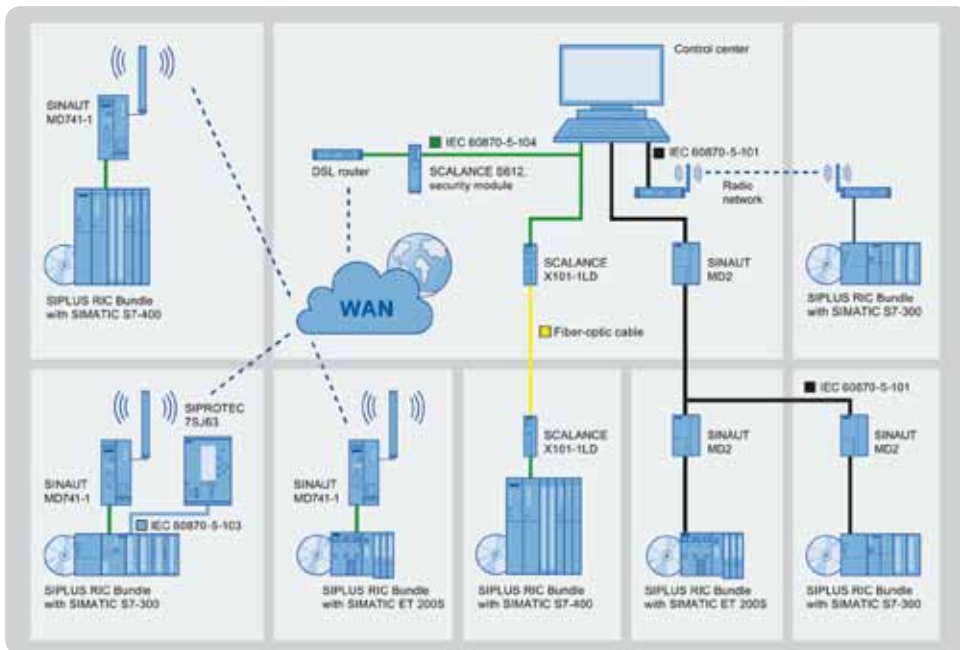 Control center
SINAUT
MD741-1
IEC 60870-5-104
IEC 60870-5-101
DSL router
SCALANCE S612,
security module
Radio
network
SCALANCE
X101-1LD
SINAUT
MD2
SIPLUS RIC Bundle
with SIMATIC S7-400
WAN
SIPLUS RIC Bundle
with SIMATIC S7-300
Fiber-optic cable
IEC 60870-5-101
SIPROTEC
7SJ63
SINAUT
MD741-1
IEC 60870-5-103
SINAUT
MD741-1
SCALANCE
X101-1LD
SINAUT
MD2
SINAUT
MD2
SIPLUS RIC Bundle
with SIMATIC S7-300
SIPLUS RIC Bundle
with SIMATIC ET 200S
SIPLUS RIC Bundle
with SIMATIC S7-400
SIPLUS RIC Bundle
with SIMATIC ET 200S
SIPLUS RIC Bundle
with SIMATIC S7-300